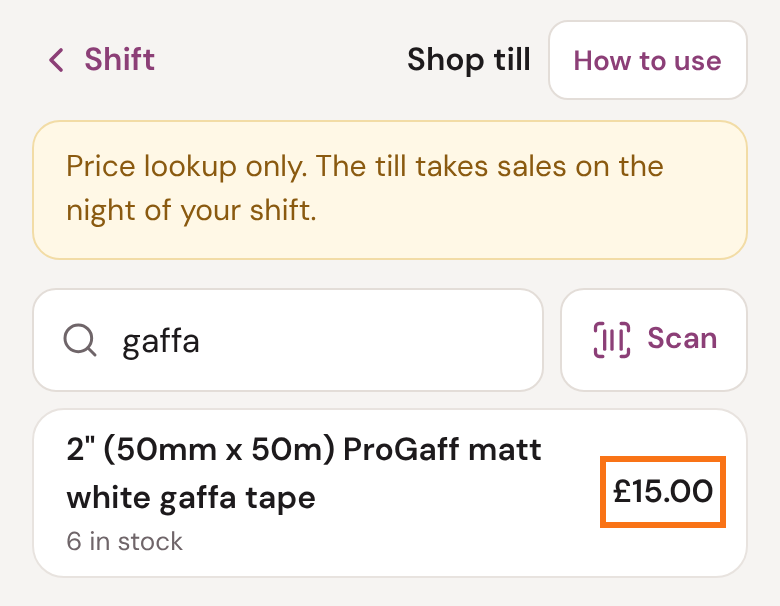 Shift
Shop till
How to use
Price lookup only. The till takes sales on the
night of your shift.
gaffa
Scan
2" (50mm x 50m) ProGaff matt
white gaffa tape
£15.00
6 in stock